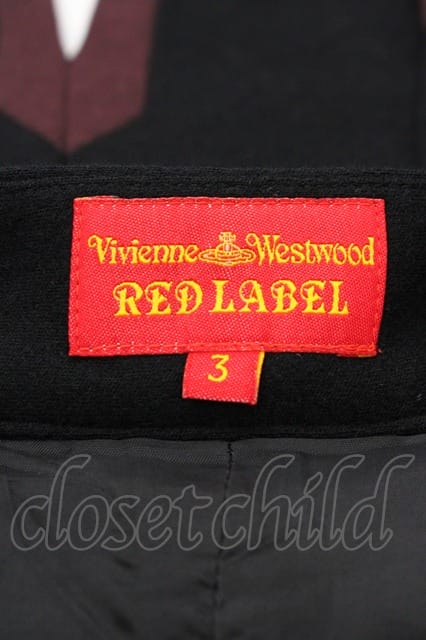 Vivienne Westwood
RED LABEL
3
closetchild